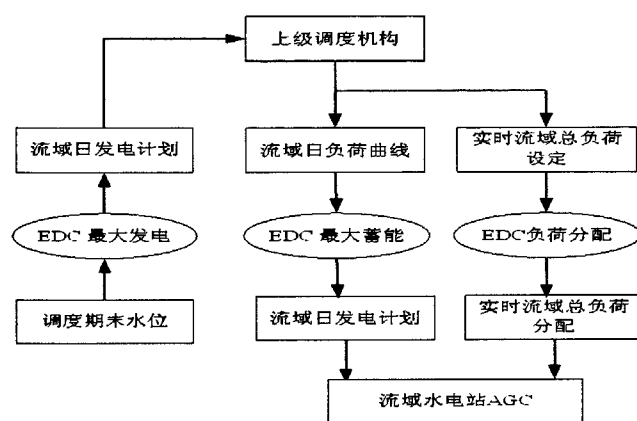 上级调度机构
流域日发电计划
流域日负荷曲线
实时流域总负荷
设定
EDC 最大发电
EDC 最大蓄能
EDC负荷分配
调度期末水位
流域日发电计划
实时流域总负荷
分配
流域水电站AGC